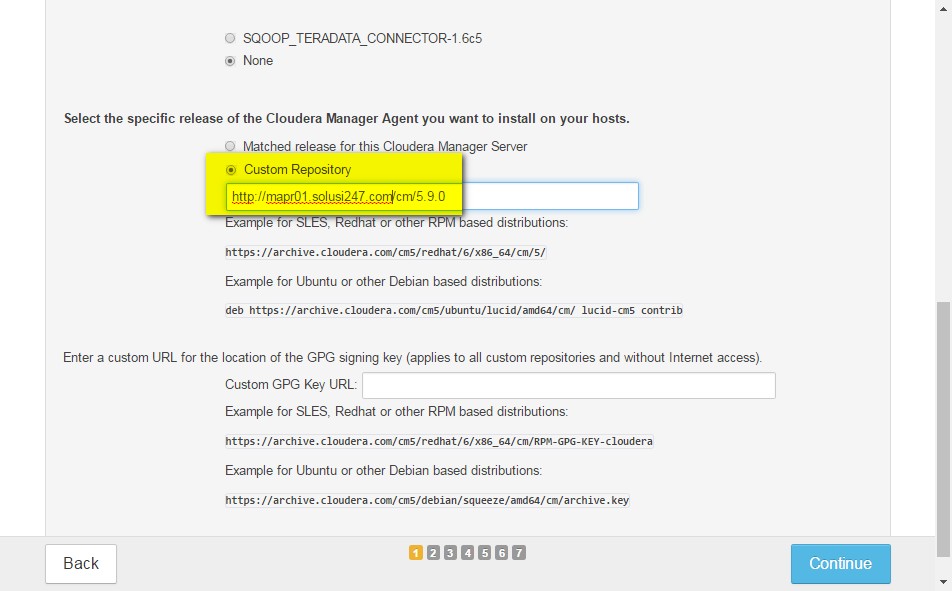 SQOOP_TERADATA_CONNECTOR-1.6c5
None
Select the specific release of the Cloudera Manager Agent you want to install on your hosts.
Matched release for this Cloudera Manager Server
Custom Repository
http://mapr01.solusi247.com/cm/5.9.0
Example for SLES, Redhat or other RPM based distributions:
https://archive.cloudera.com/cm5/redhat/6/x86_64/cm/5/
Example for Ubuntu or other Debian based distributions:
deb https://archive.cloudera.com/cm5/ubuntu/lucid/amd64/cm/ lucid-cm5 contrib
Enter a custom URL for the location of the GPG signing key (applies to all custom repositories and without Internet access).
Custom GPG Key URL:
Example for SLES, Redhat or other RPM based distributions:
https://archive.cloudera.com/cm5/redhat/6/x86_64/cm/RPM-GPG-KEY-cloudera
Example for Ubuntu or other Debian based distributions:
https://archive.cloudera.com/cm5/debian/squeeze/amd64/cm/archive.key
Back 1 2 3 4 5 6 7 Continue